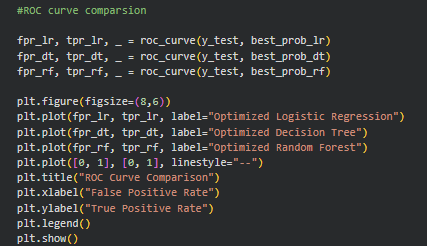 #ROC curve comparsion
fpr_lr, tpr_lr, _ = roc_curve(y_test, best_prob_lr)
fpr_dt, tpr_dt, _ = roc_curve(y_test, best_prob_dt)
fpr_rf, tpr_rf, _ = roc_curve(y_test, best_prob_rf)
plt.figure(figsize=(8,6))
plt.plot(fpr_lr, tpr_lr, label="Optimized Logistic Regression")
plt.plot(fpr_dt, tpr_dt, label="Optimized Decision Tree")
plt.plot(fpr_rf, tpr_rf, label="Optimized Random Forest")
plt.plot([0, 1], [0, 1], linestyle="--")
plt.title("ROC Curve Comparison")
plt.xlabel("False Positive Rate")
plt.ylabel("True Positive Rate")
plt.legend()
plt.show()